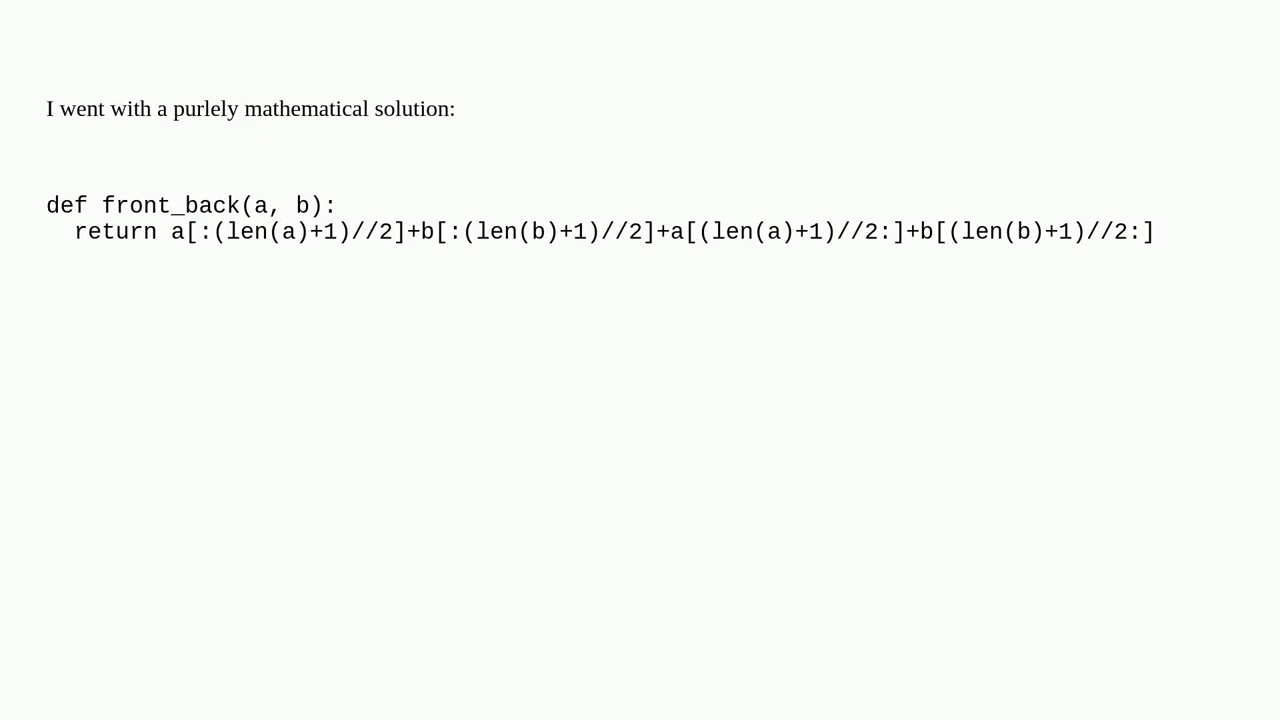 I went with a purlely mathematical solution:
def front_back(a, b):
  return a[:(len(a)+1)//2]+b[:(len(b)+1)//2]+a[(len(a)+1)//2:]+b[(len(b)+1)//2:]